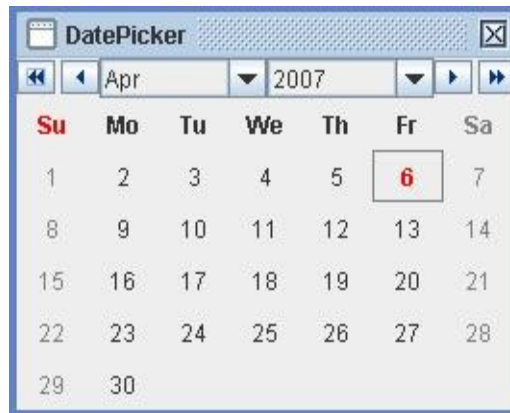 DatePicker
Apr 2007
Su Mo Tu We Th Fr Sa
1 2 3 4 5 6 7
8 9 10 11 12 13 14
15 16 17 18 19 20 21
22 23 24 25 26 27 28
29 30